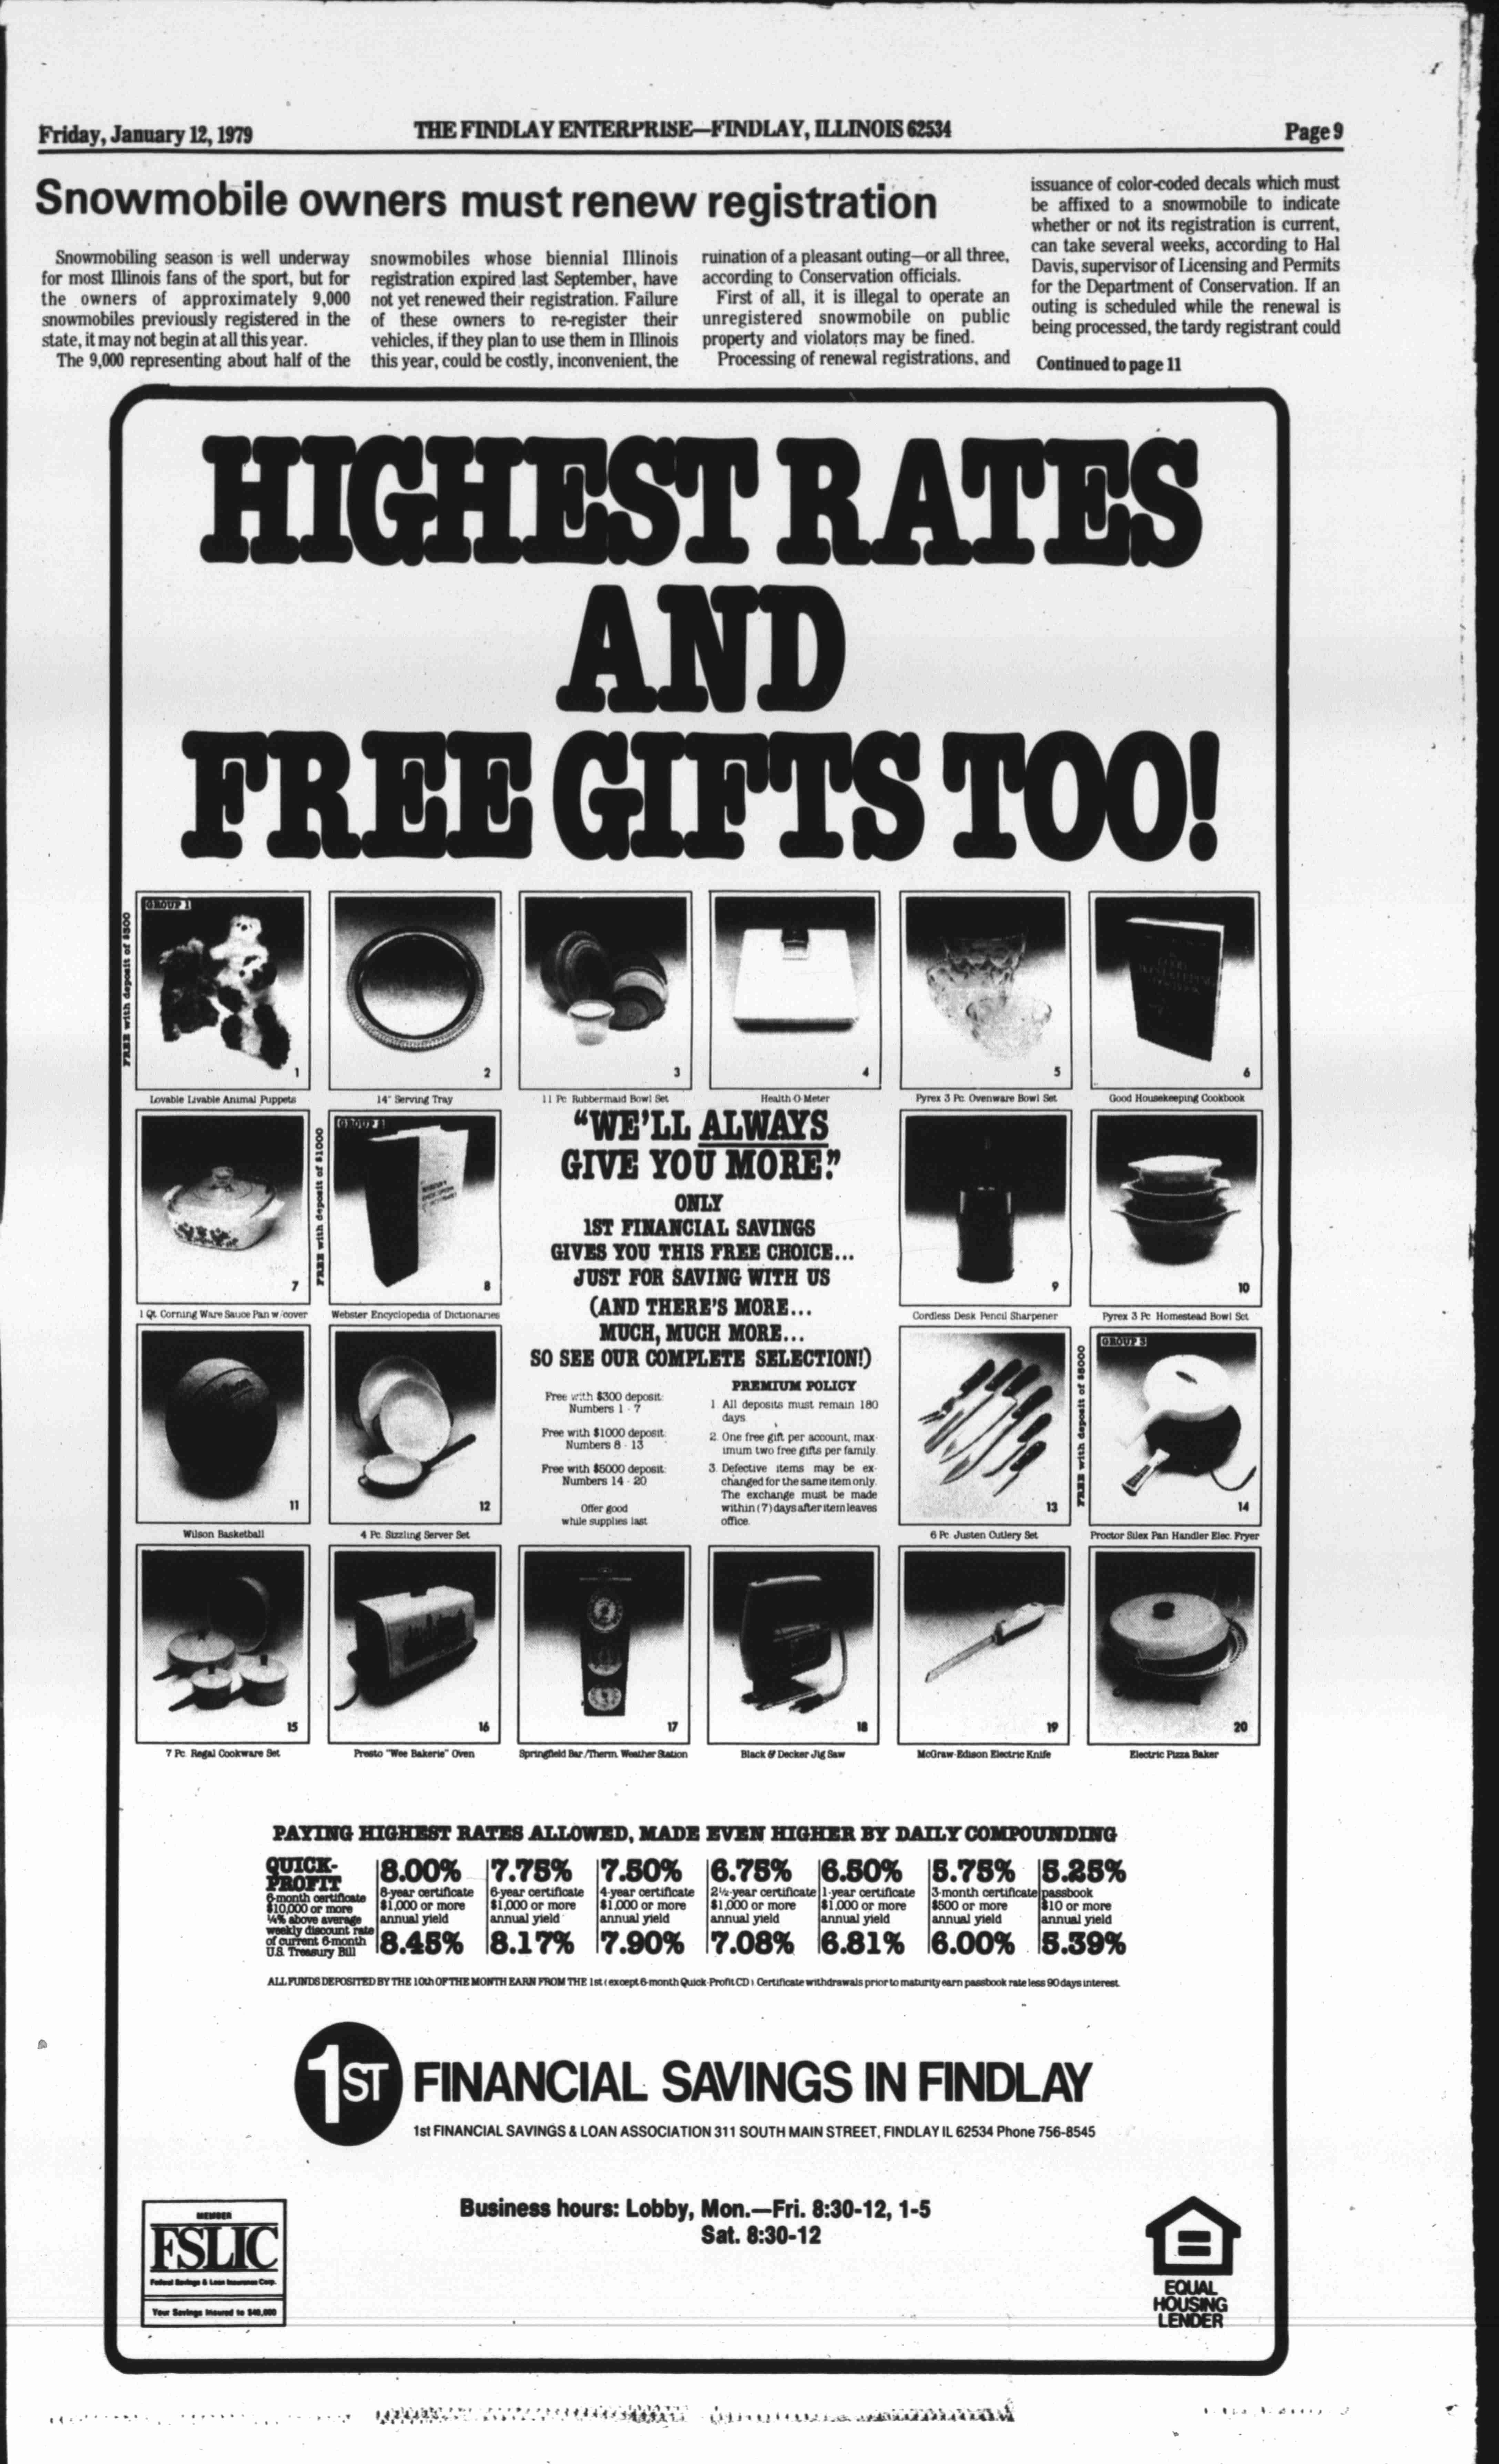 Friday, January 12, 1979
THE FINDLAY ENTERPRISE—FINDLAY, ILLINOIS 62534
Page 9
Snowmobile owners must renew registration
Snowmobiling season is well underway
for most Illinois fans of the sport, but for
the owners of approximately 9,000
snowmobiles previously registered in the
state, it may not begin at all this year.
The 9,000 representing about half of the
snowmobiles whose biennial Illinois
registration expired last September, have
not yet renewed their registration. Failure
of these owners to re-register their
vehicles, if they plan to use them in Illinois
this year, could be costly, inconvenient, the
ruination of a pleasant outing—or all three,
according to Conservation officials.
First of all, it is illegal to operate an
unregistered snowmobile on public
property and violators may be fined.
Processing of renewal registrations, and
issuance of color-coded decals which must
be affixed to a snowmobile to indicate
whether or not its registration is current,
can take several weeks, according to Hal
Davis, supervisor of Licensing and Permits
for the Department of Conservation. If an
outing is scheduled while the renewal is
being processed, the tardy registrant could
Continued to page 11
HIGHEST RATES
AND
FREE GIFTS TOO!
FREE with deposit of $300
GROUP 1
1
2
3
4
5
6
Lovable Livable Animal Puppets
14" Serving Tray
11 Pc. Rubbermaid Bowl Set
Health O Meter
Pyrex 3 Pc. Ovenware Bowl Set
Good Housekeeping Cookbook
7
1 Qt. Corning Ware Sauce Pan w/cover
FREE with deposit of $1000
GROUP 2
8
Webster Encyclopedia of Dictionaries
"WE'LL ALWAYS
GIVE YOU MORE."
ONLY
1ST FINANCIAL SAVINGS
GIVES YOU THIS FREE CHOICE...
JUST FOR SAVING WITH US
(AND THERE'S MORE...
MUCH, MUCH MORE...
SO SEE OUR COMPLETE SELECTION!)
9
Cordless Desk Pencil Sharpener
10
Pyrex 3 Pc. Homestead Bowl Set
11
Wilson Basketball
12
4 Pc. Sizzling Server Set
Free with $300 deposit:
Numbers 1 - 7
Free with $1000 deposit:
Numbers 8 - 13
Free with $5000 deposit:
Numbers 14 - 20
Offer good
while supplies last
PREMIUM POLICY
1. All deposits must remain 180
days
2. One free gift per account, max-
imum two free gifts per family.
3. Defective items may be ex-
changed for the same item only.
The exchange must be made
within (7) days after item leaves
office.
13
6 Pc. Justen Cutlery Set
FREE with deposit of $5000
GROUP 3
14
Proctor Silex Pan Handler Elec. Fryer
15
16
17
18
19
20
7 Pc. Regal Cookware Set
Presto "Wee Bakerie" Oven
Springfield Bar./Therm. Weather Station
Black & Decker Jig Saw
McGraw-Edison Electric Knife
Electric Pizza Baker
PAYING HIGHEST RATES ALLOWED, MADE EVEN HIGHER BY DAILY COMPOUNDING
QUICK-
PROFIT
6-month certificate
$10,000 or more
¼% above average
weekly discount rate
of current 6-month
U.S. Treasury Bill
8.00%
8-year certificate
$1,000 or more
annual yield
8.45%
7.75%
6-year certificate
$1,000 or more
annual yield
8.17%
7.50%
4-year certificate
$1,000 or more
annual yield
7.90%
6.75%
2½-year certificate
$1,000 or more
annual yield
7.08%
6.50%
1-year certificate
$1,000 or more
annual yield
6.81%
5.75%
3-month certificate
$500 or more
annual yield
6.00%
5.25%
passbook
$10 or more
annual yield
5.39%
ALL FUNDS DEPOSITED BY THE 10th OF THE MONTH EARN FROM THE 1st (except 6-month Quick-Profit CD). Certificate withdrawals prior to maturity earn passbook rate less 90 days interest.
1ST FINANCIAL SAVINGS IN FINDLAY
1st FINANCIAL SAVINGS & LOAN ASSOCIATION 311 SOUTH MAIN STREET, FINDLAY IL 62534 Phone 756-8545
Business hours: Lobby, Mon.—Fri. 8:30-12, 1-5
Sat. 8:30-12
MEMBER
FSLIC
Federal Savings & Loan Insurance Corp.
Your Savings Insured to $40,000
EQUAL
HOUSING
LENDER